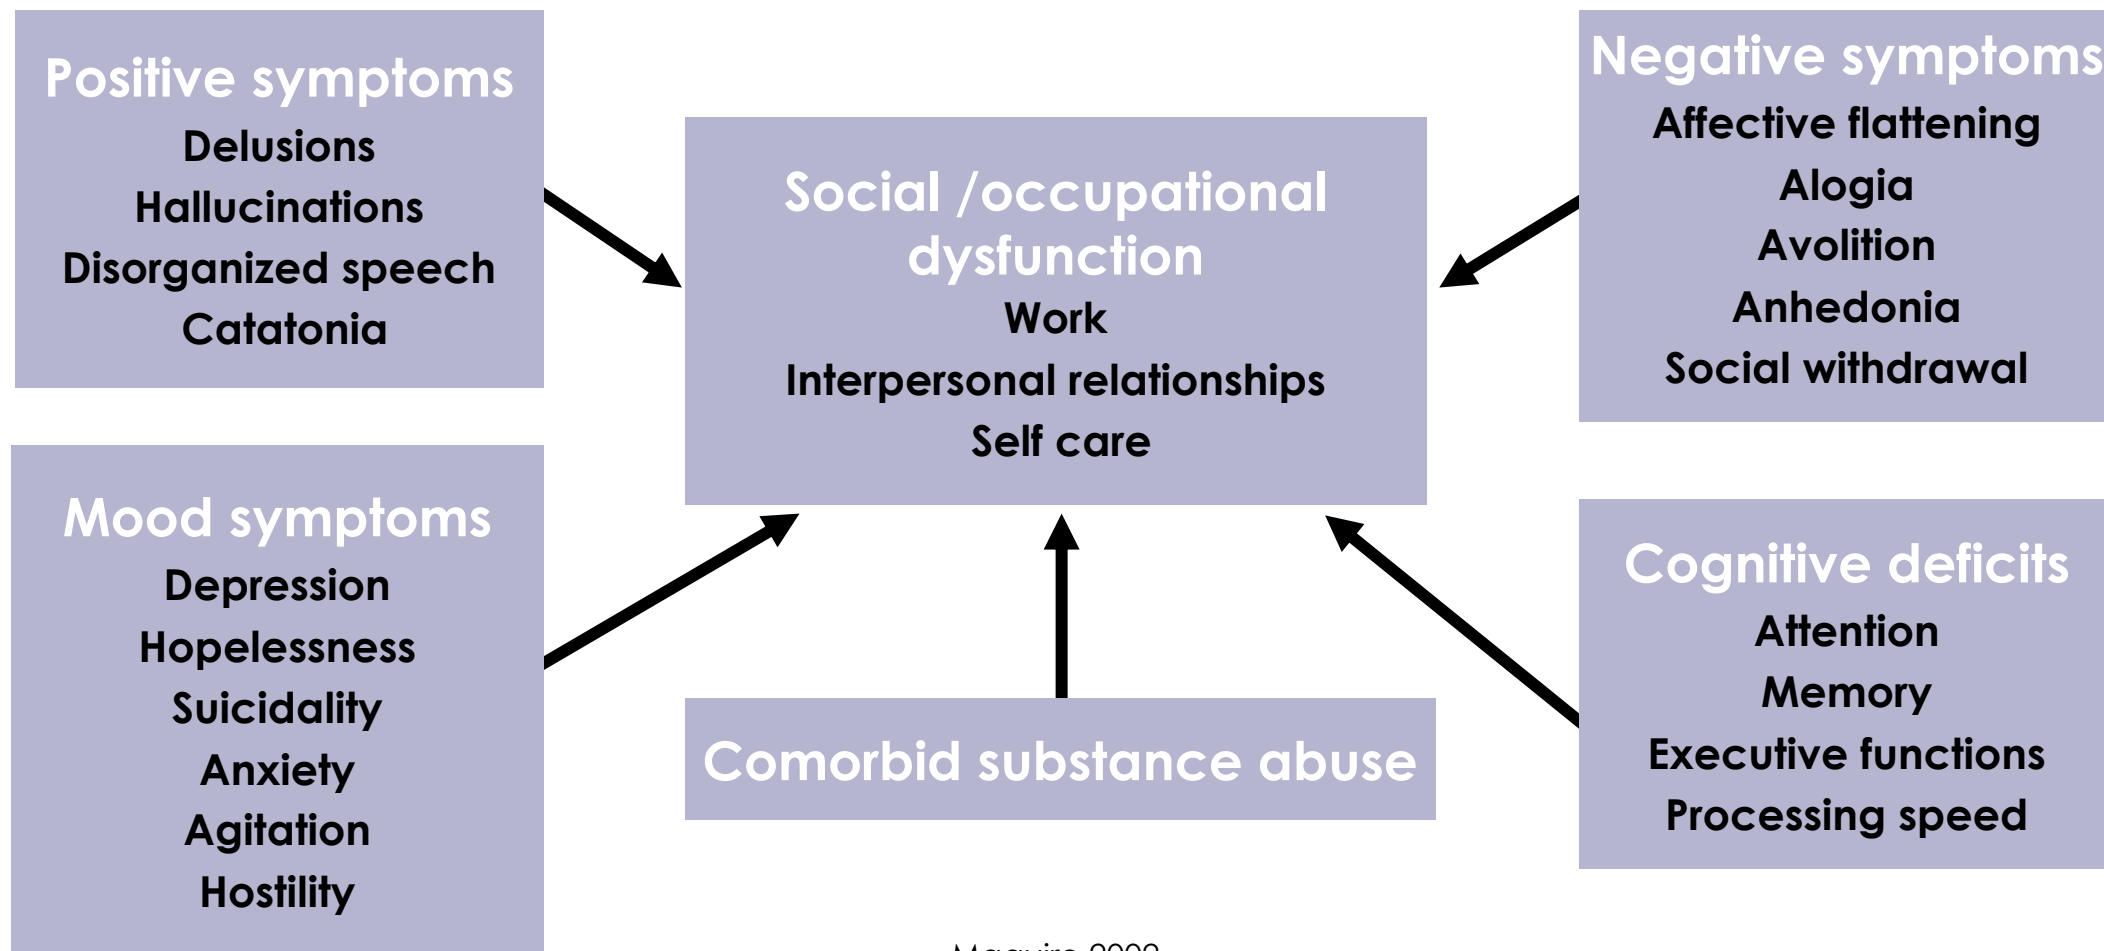 Positive symptoms
Delusions
Hallucinations
Disorganized speech
Catatonia
Social /occupational
dysfunction
Work
Interpersonal relationships
Self care
Negative symptoms
Affective flattening
Alogia
Avolition
Anhedonia
Social withdrawal
Mood symptoms
Depression
Hopelessness
Suicidality
Anxiety
Agitation
Hostility
Comorbid substance abuse
Cognitive deficits
Attention
Memory
Executive functions
Processing speed